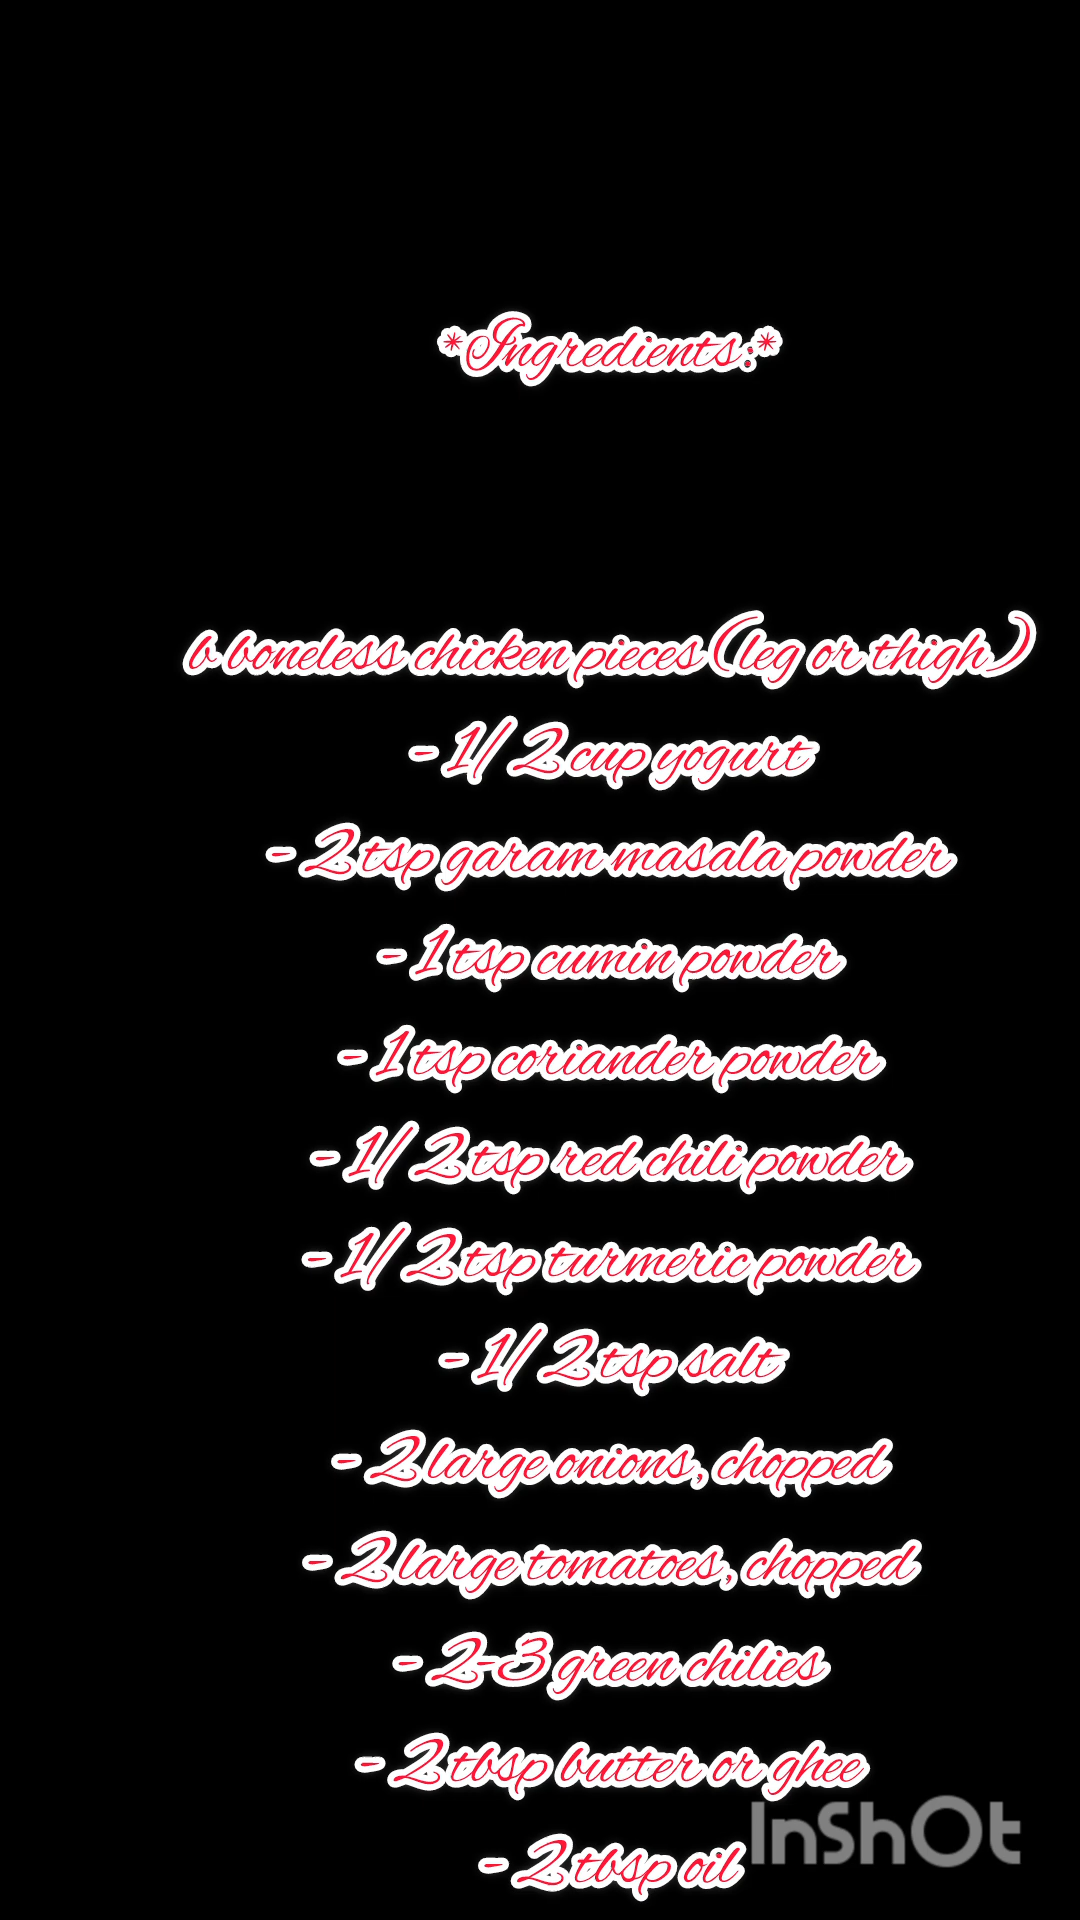 *Ingredients:*
6 boneless chicken pieces (leg or thigh)
- 1/2 cup yogurt
- 2 tsp garam masala powder
- 1 tsp cumin powder
- 1 tsp coriander powder
- 1/2 tsp red chili powder
- 1/2 tsp turmeric powder
- 1/2 tsp salt
- 2 large onions, chopped
- 2 large tomatoes, chopped
- 2-3 green chilies
- 2 tbsp butter or ghee
- 2 tbsp oil
InShOt